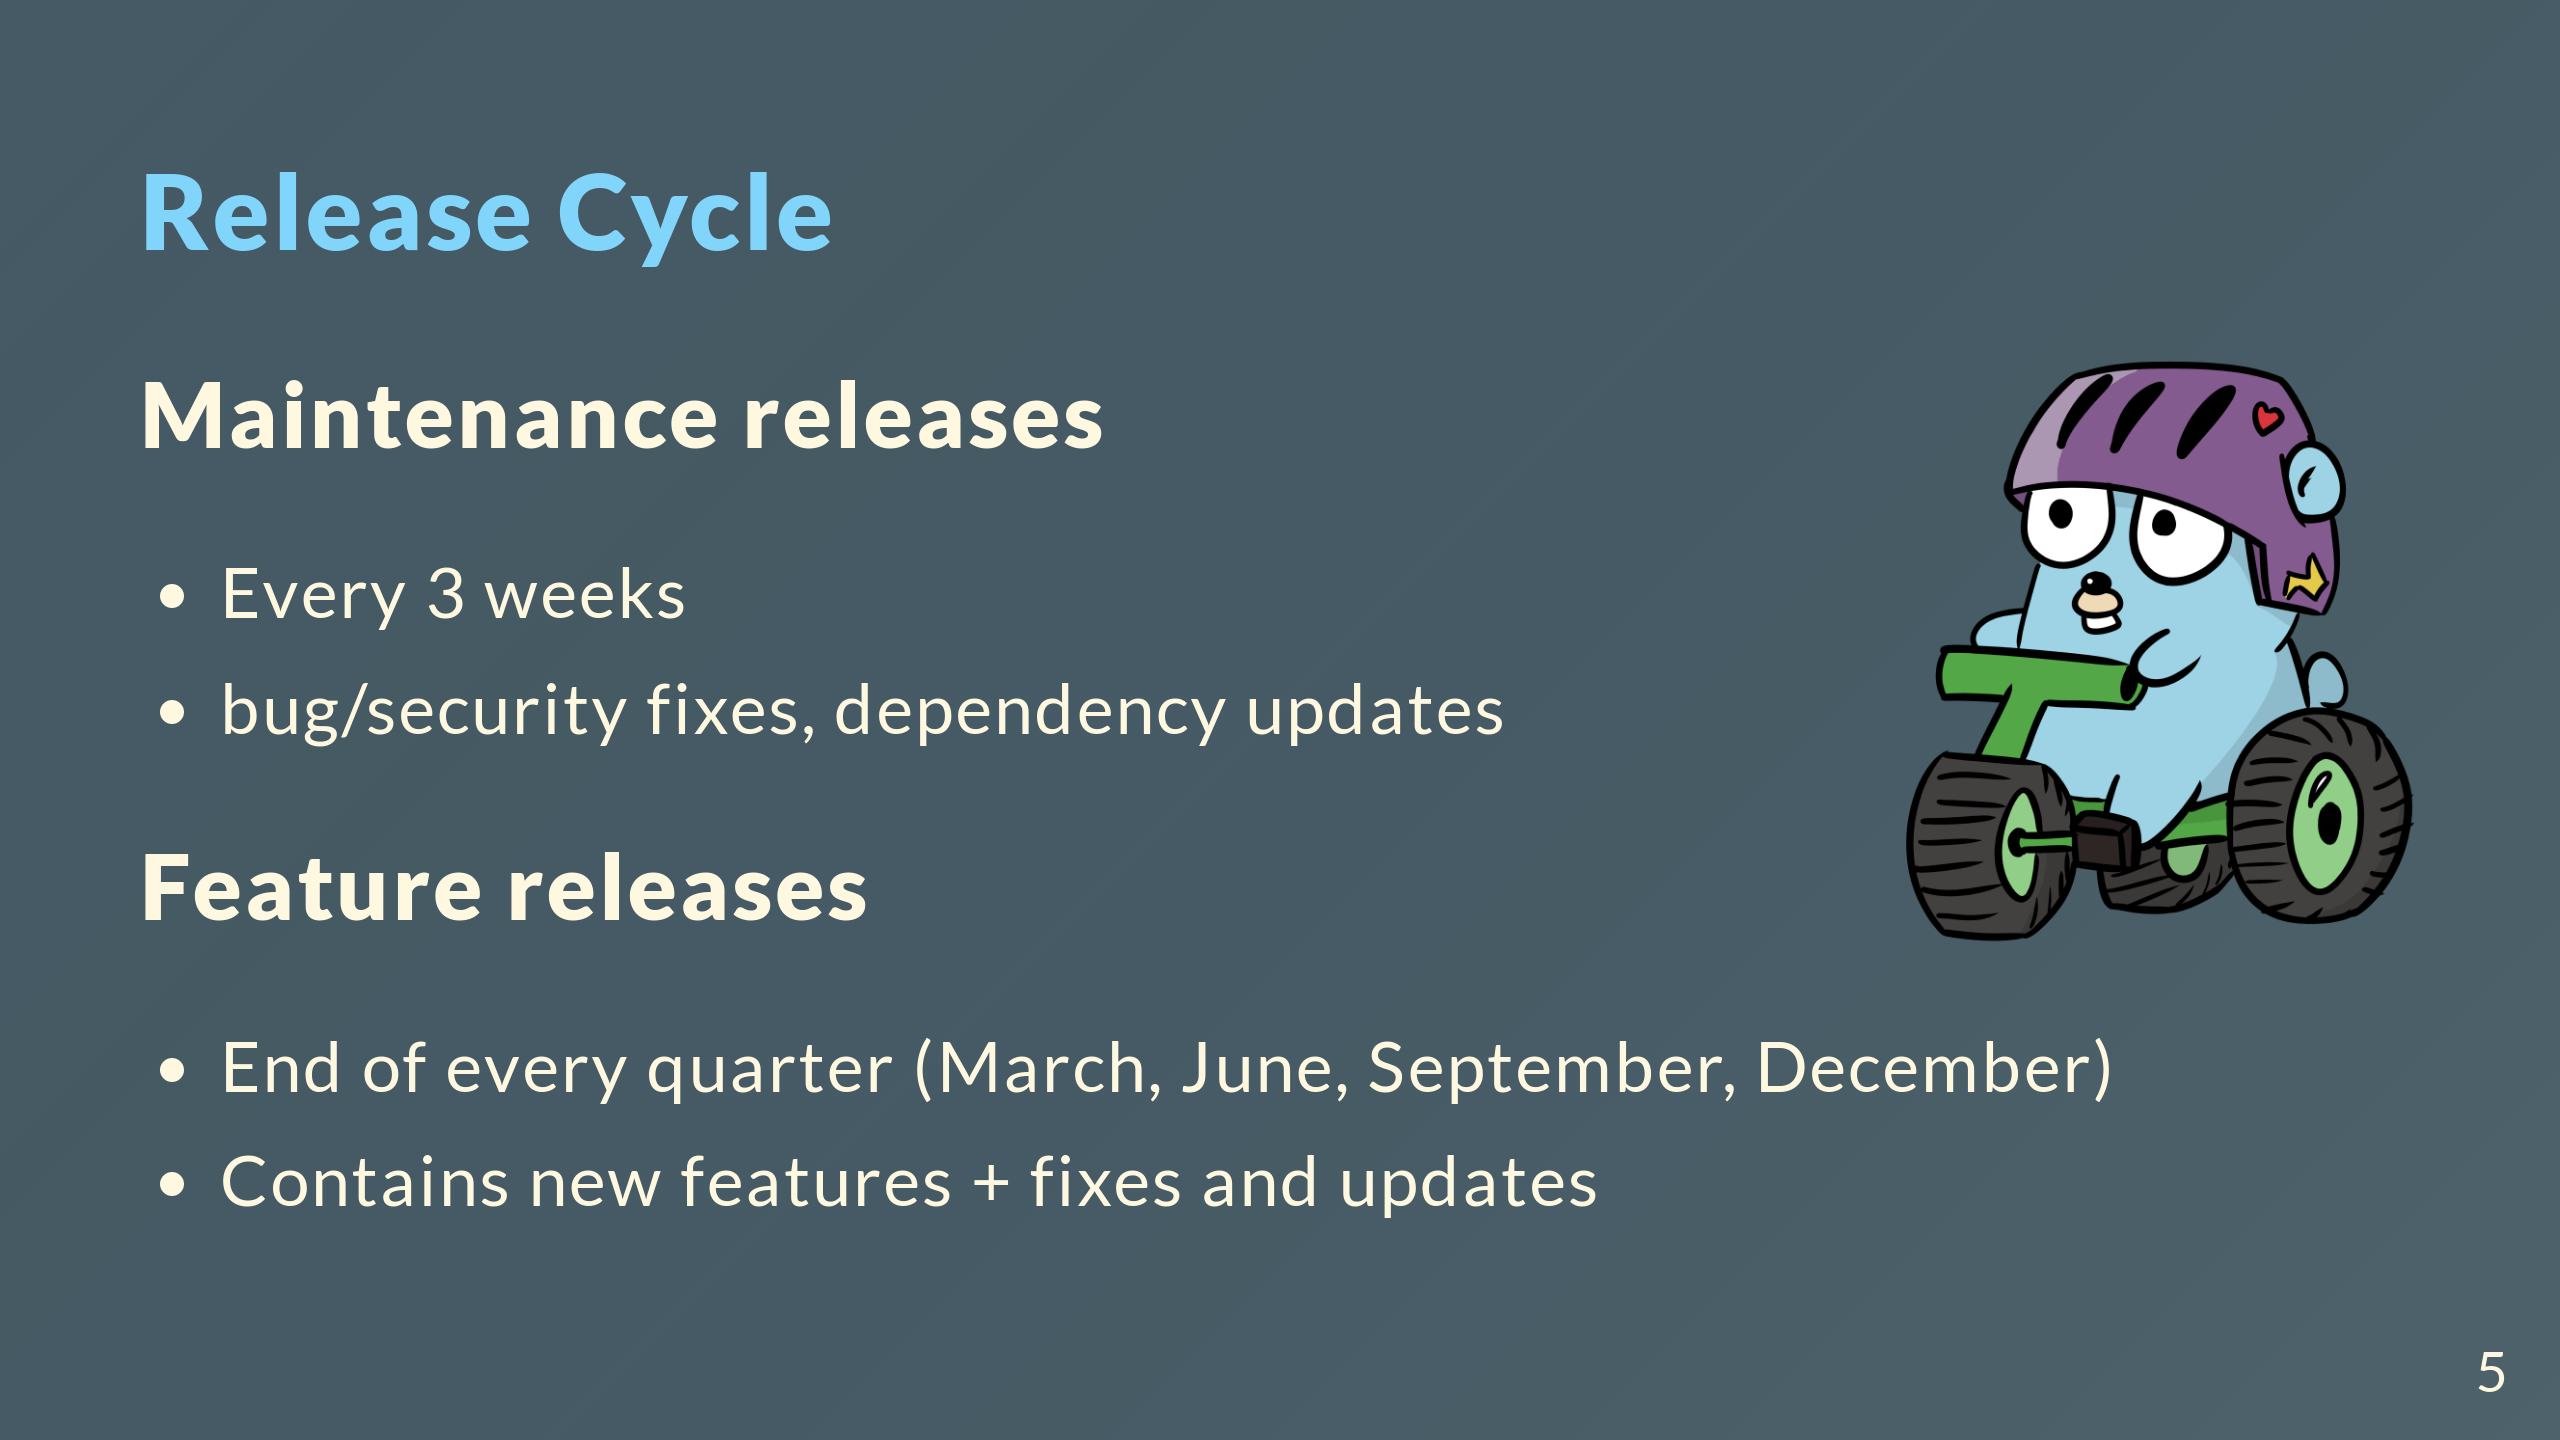 Release Cycle
Maintenance releases
• Every 3 weeks
• bug/security fixes, dependency updates
Feature releases
• End of every quarter (March, June, September, December)
• Contains new features + fixes and updates
5